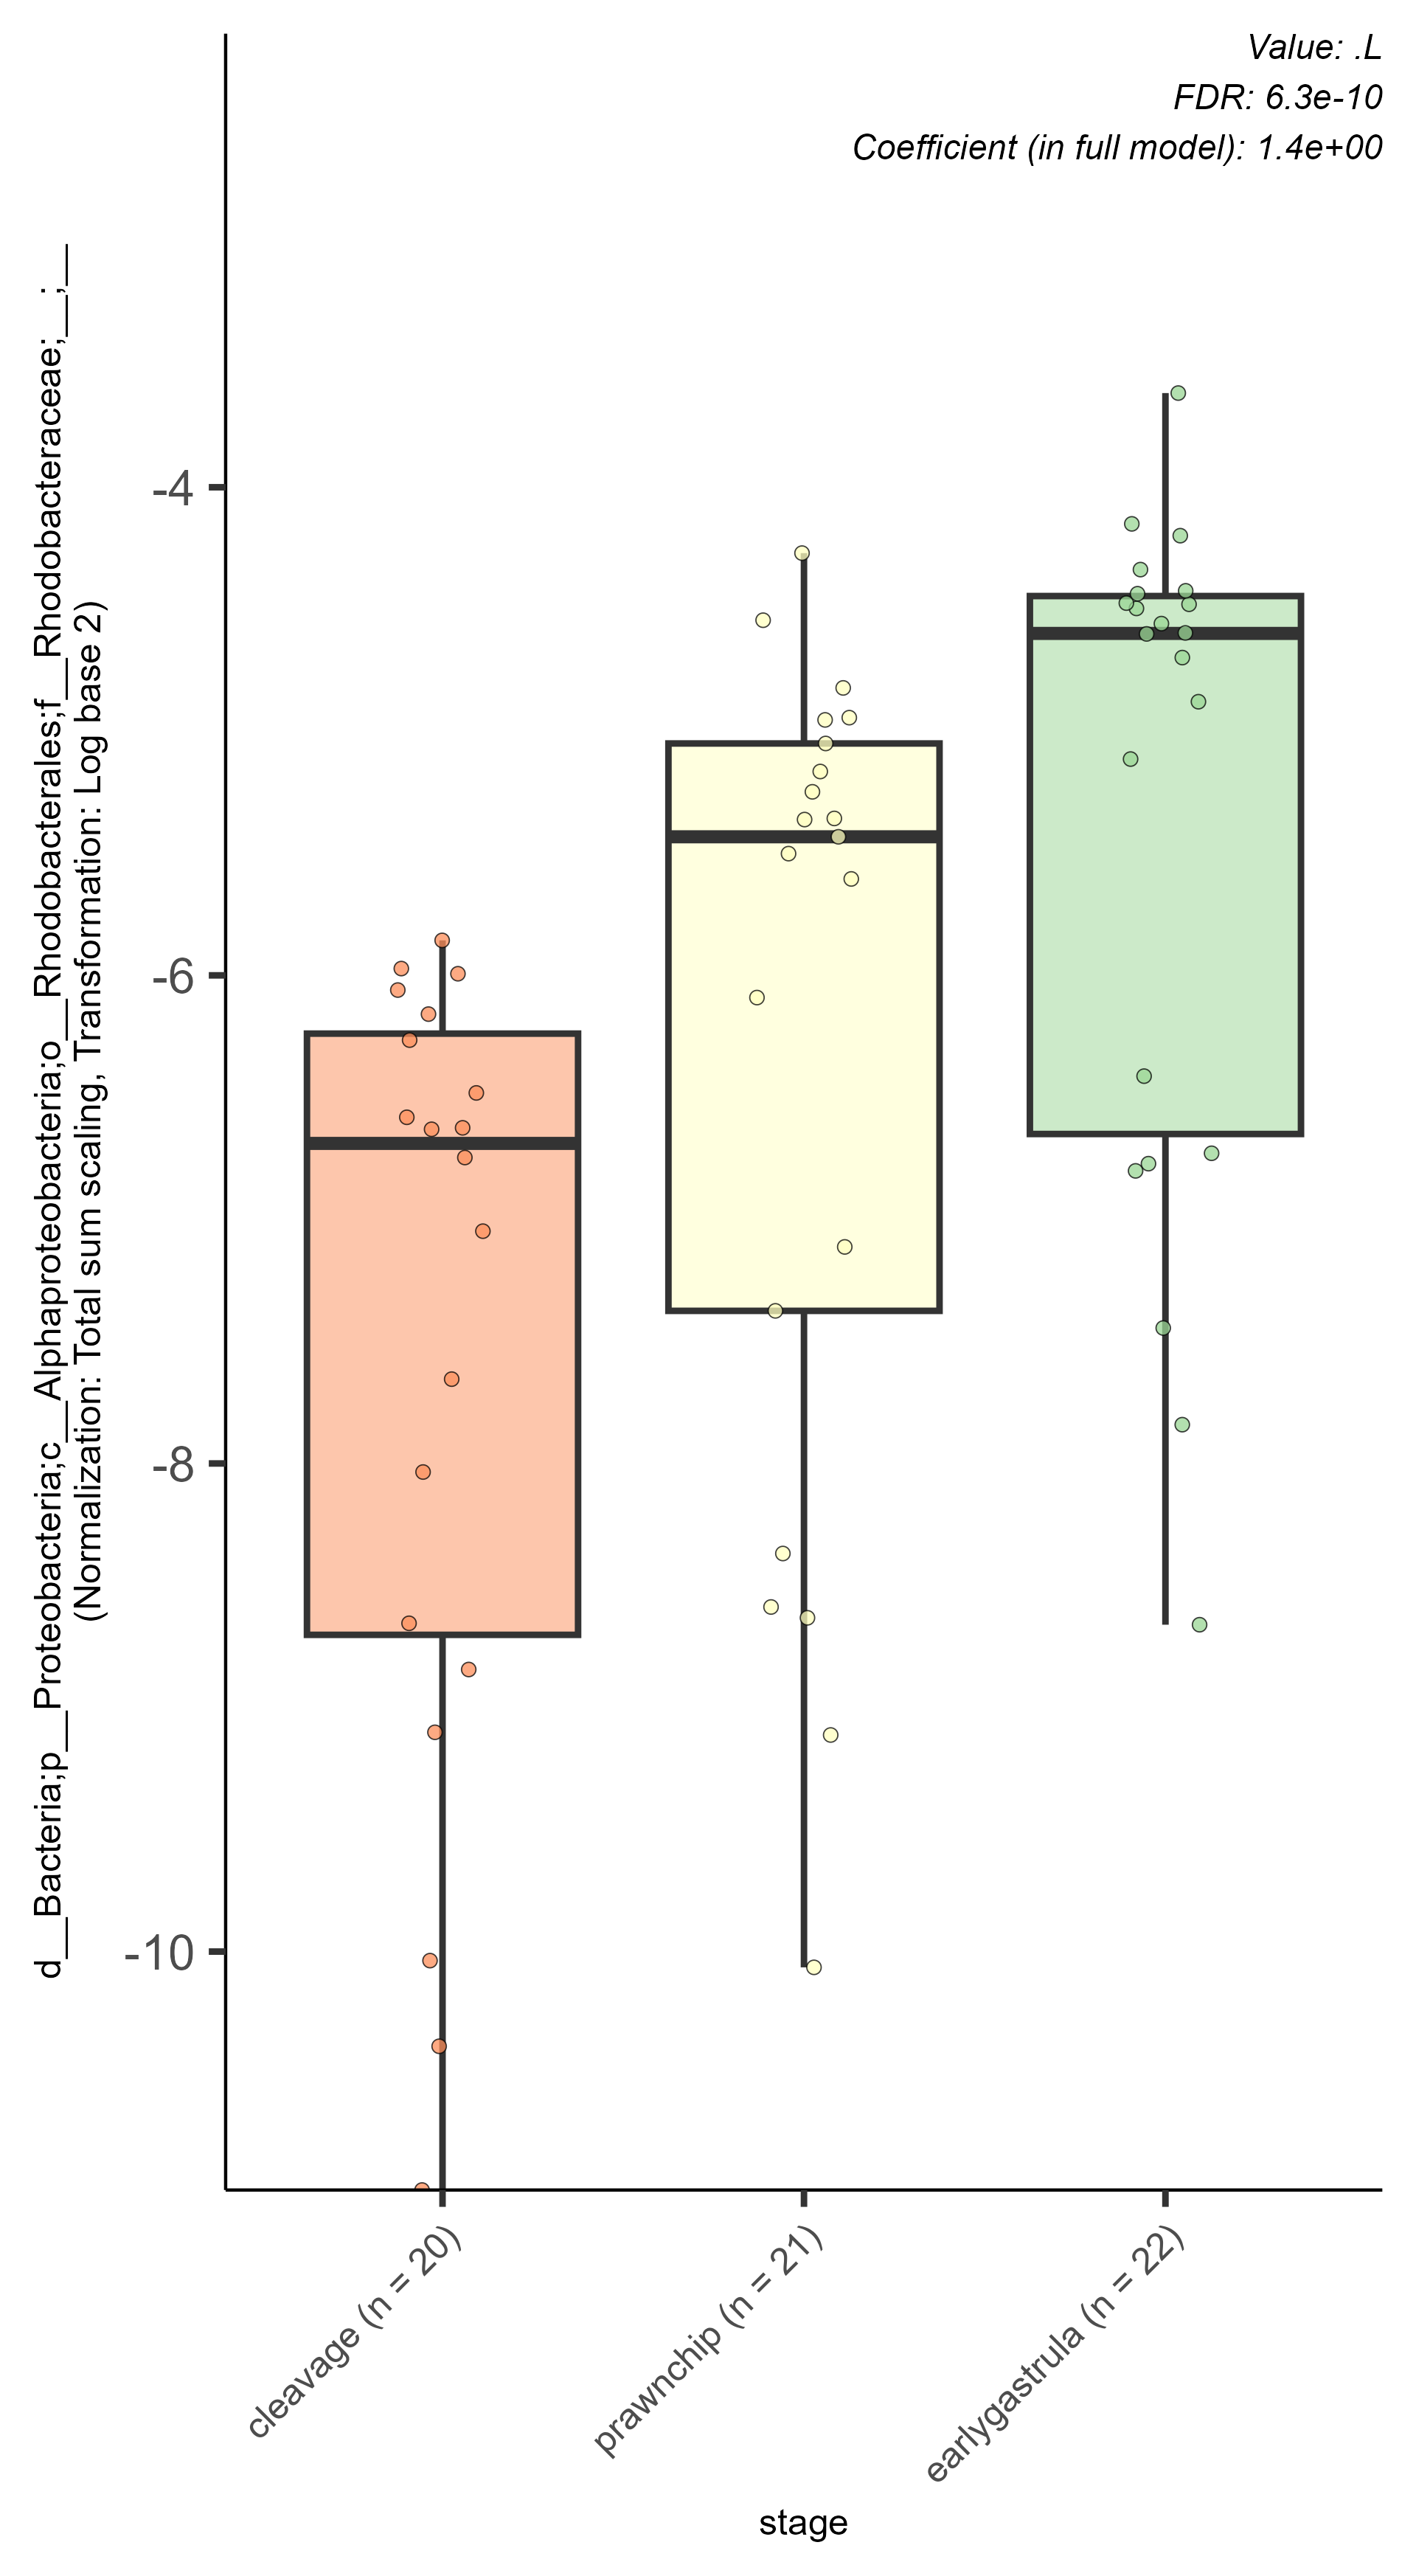 Value: .L
FDR: 6.3e-10
Coefficient (in full model): 1.4e+00
d__Bacteria;p__Proteobacteria;c__Alphaproteobacteria;o__Rhodobacterales;f__Rhodobacteraceae;__;__
(Normalization: Total sum scaling, Transformation: Log base 2)
-4
-6
-8
-10
cleavage (n = 20)
prawnchip (n = 21)
earlygastrula (n = 22)
stage